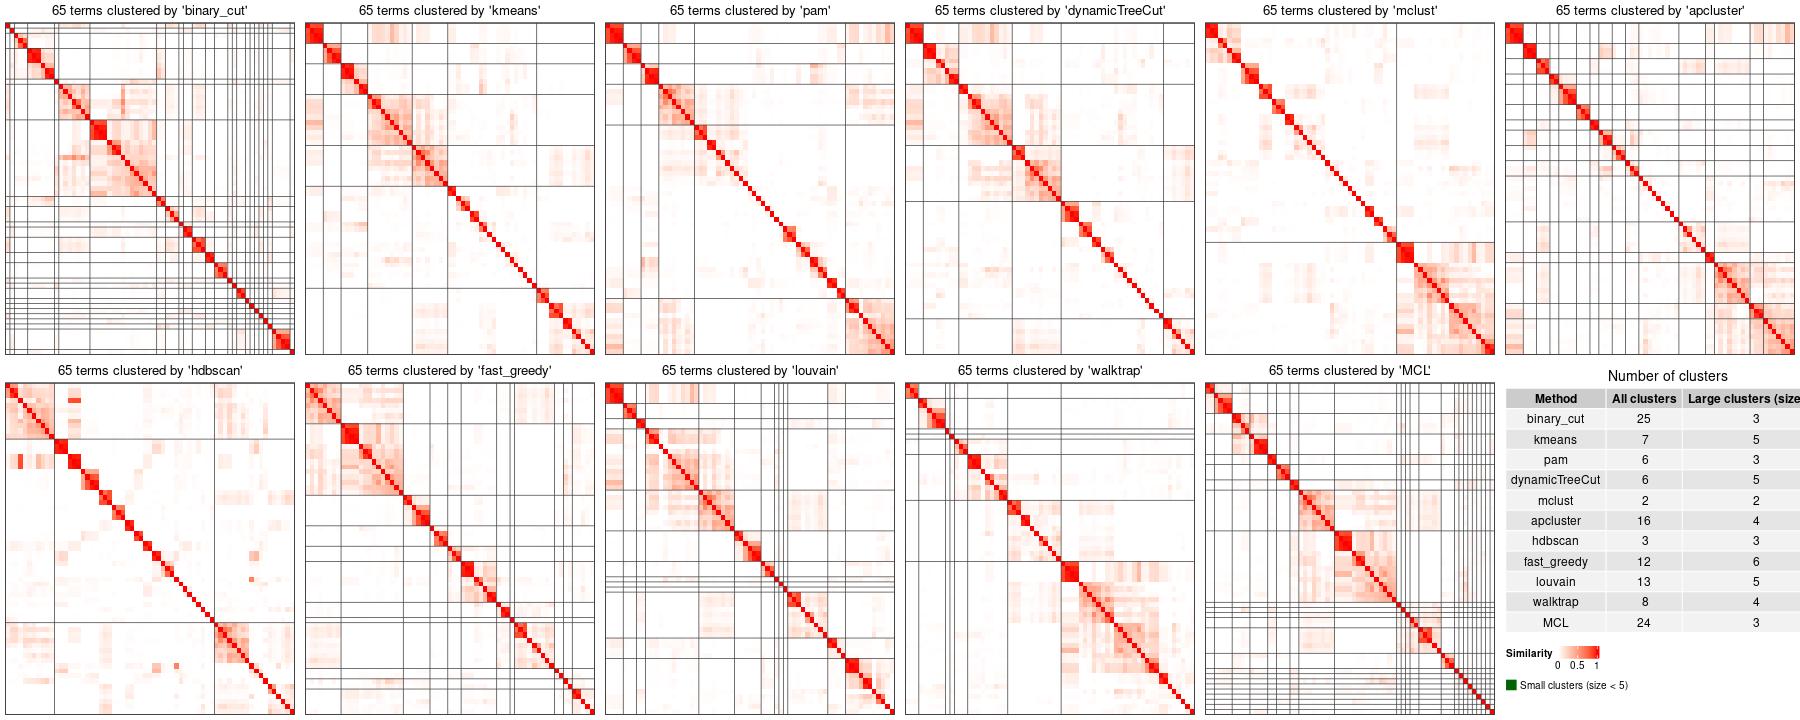 65 terms clustered by 'binary_cut'
65 terms clustered by 'kmeans'
65 terms clustered by 'pam'
65 terms clustered by 'dynamicTreeCut'
65 terms clustered by 'mclust'
65 terms clustered by 'apcluster'
65 terms clustered by 'hdbscan'
65 terms clustered by 'fast_greedy'
65 terms clustered by 'louvain'
65 terms clustered by 'walktrap'
65 terms clustered by 'MCL'
Number of clusters
Method All clusters Large clusters (size
binary_cut 25 3
kmeans 7 5
pam 6 3
dynamicTreeCut 6 5
mclust 2 2
apcluster 16 4
hdbscan 3 3
fast_greedy 12 6
louvain 13 5
walktrap 8 4
MCL 24 3
Similarity
0 0.5 1
Small clusters (size < 5)